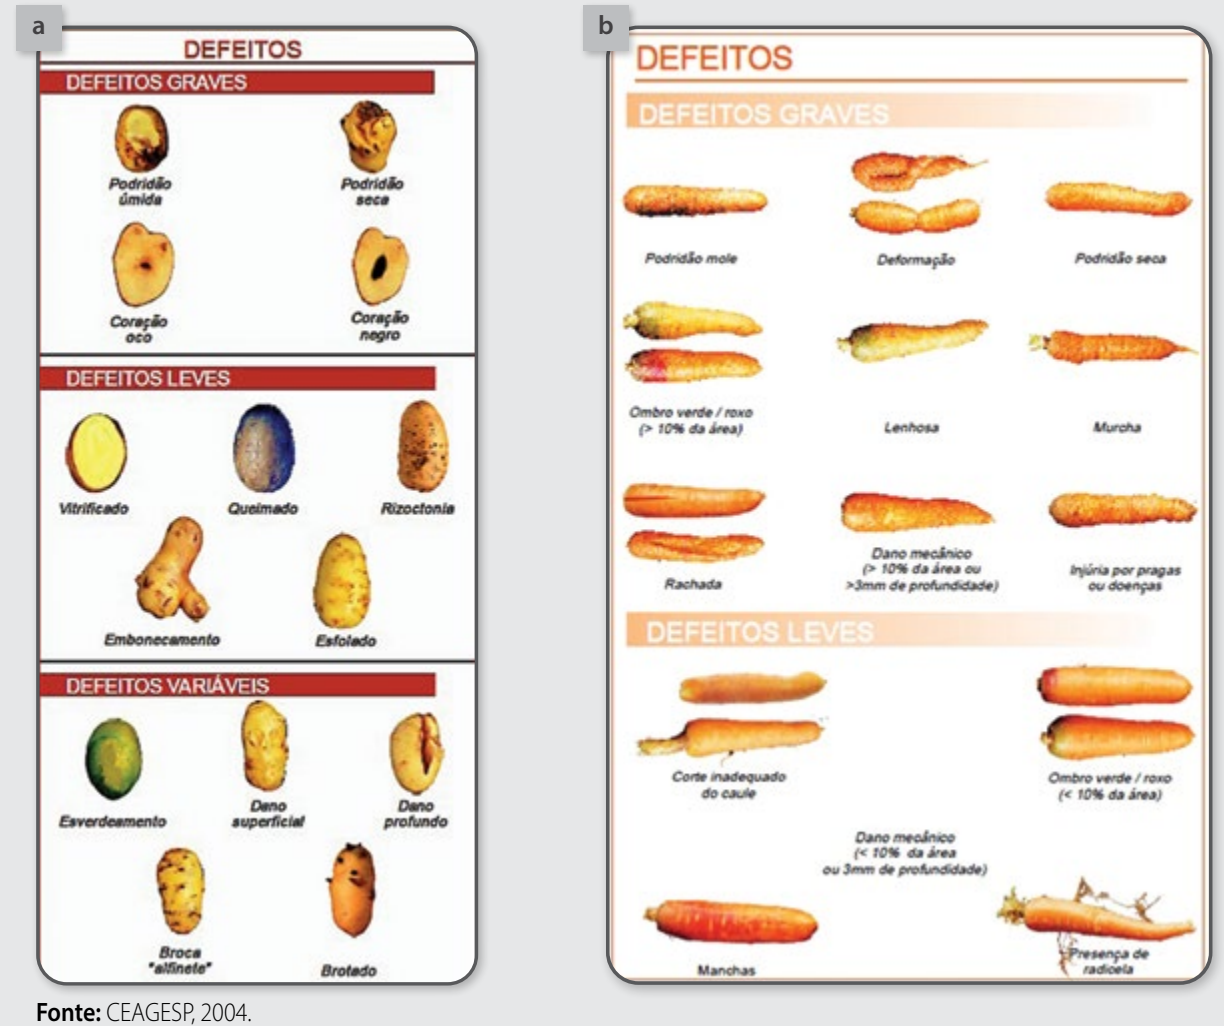 a
DEFEITOS
DEFEITOS GRAVES
Podridão
úmida
Podridão
seca
Coração
oco
Coração
negro
DEFEITOS LEVES
Vitrificado
Queimado
Rizoctonia
Embonecamento
Esfolado
DEFEITOS VARIÁVEIS
Esverdeamento
Dano
superficial
Dano
profundo
Broca
"alfinete"
Brotado
b
DEFEITOS
DEFEITOS GRAVES
Podridão mole
Deformação
Podridão seca
Ombro verde / roxo
(> 10% da área)
Lenhosa
Murcha
Rachada
Dano mecânico
(> 10% da área ou
>3mm de profundidade)
Injúria por pragas
ou doenças
DEFEITOS LEVES
Corte inadequado
do caule
Ombro verde / roxo
(< 10% da área)
Dano mecânico
(< 10% da área
ou 3mm de profundidade)
Manchas
Presença de
radicela
Fonte: CEAGESP, 2004.